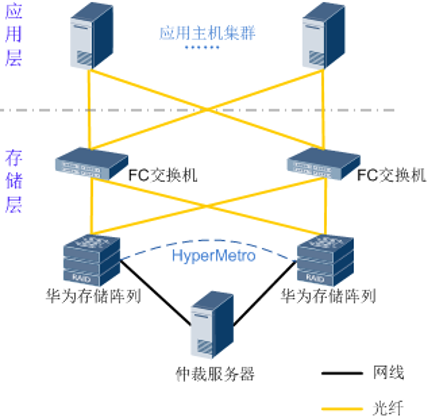 应用层
应用主机集群
......
存储层
FC交换机
FC交换机
HyperMetro
RAID
RAID
华为存储阵列
华为存储阵列
仲裁服务器
网线
光纤